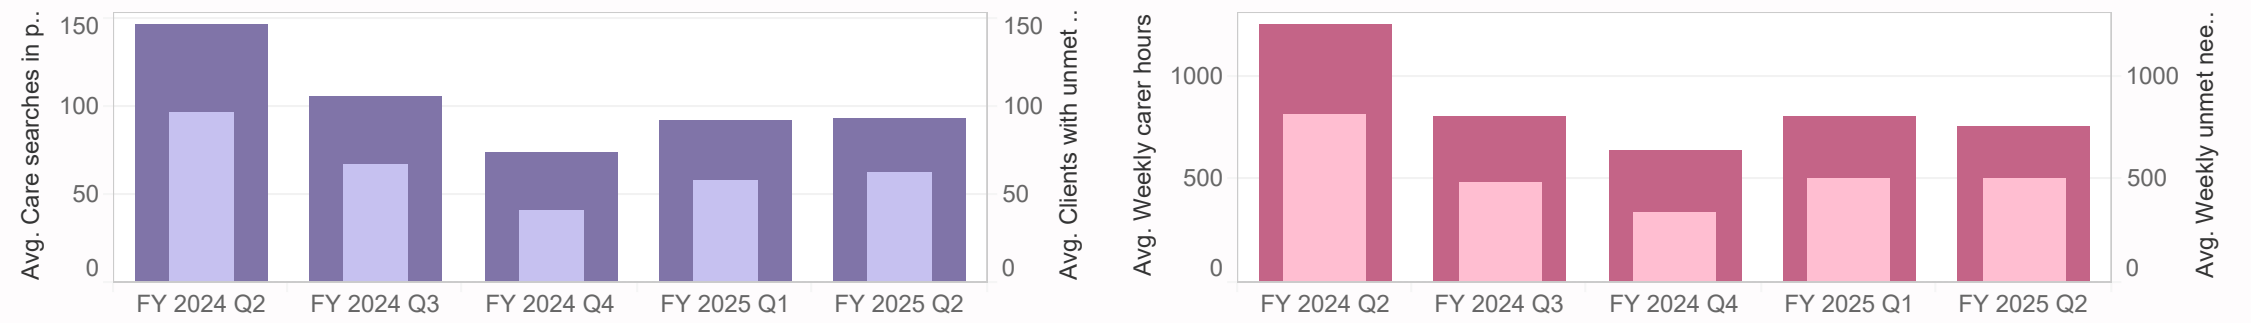 Avg. Care searches in p..
150
100
50
0
150
100
50
0
Avg. Clients with unmet ..
FY 2024 Q2
FY 2024 Q3
FY 2024 Q4
FY 2025 Q1
FY 2025 Q2
Avg. Weekly carer hours
1000
500
0
1000
500
0
Avg. Weekly unmet nee..
FY 2024 Q2
FY 2024 Q3
FY 2024 Q4
FY 2025 Q1
FY 2025 Q2